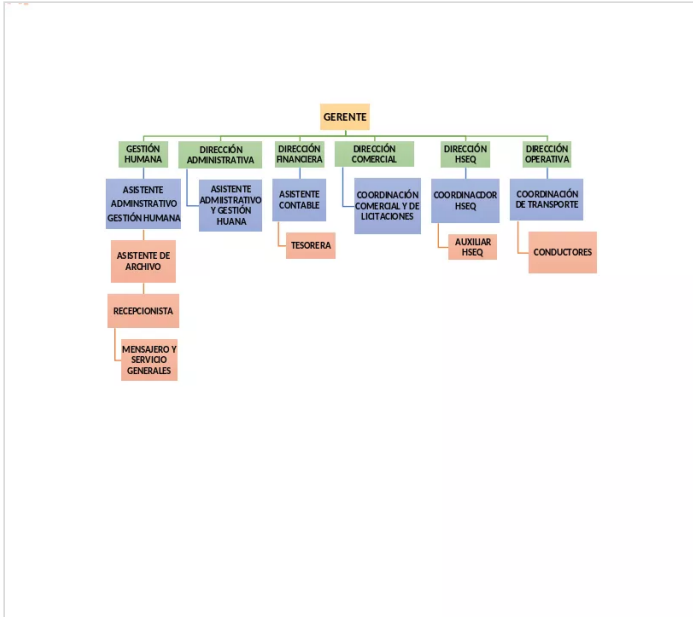 GERENTE
GESTIÓN
HUMANA
DIRECCIÓN
ADMINISTRATIVA
DIRECCIÓN
FINANCIERA
DIRECCIÓN
COMERCIAL
DIRECCIÓN
HSEQ
DIRECCIÓN
OPERATIVA
ASISTENTE
ADMINSTRATIVO
GESTIÓN HUMANA
ASISTENTE
ADMIISTRATIVO
Y GESTIÓN
HUANA
ASISTENTE
CONTABLE
COORDINACIÓN
COMERCIAL Y DE
LICITACIONES
COORDINACDOR
HSEQ
COORDINACIÓN
DE TRANSPORTE
TESORERA
AUXILIAR
HSEQ
CONDUCTORES
ASISTENTE DE
ARCHIVO
RECEPCIONISTA
MENSAJERO Y
SERVICIO
GENERALES